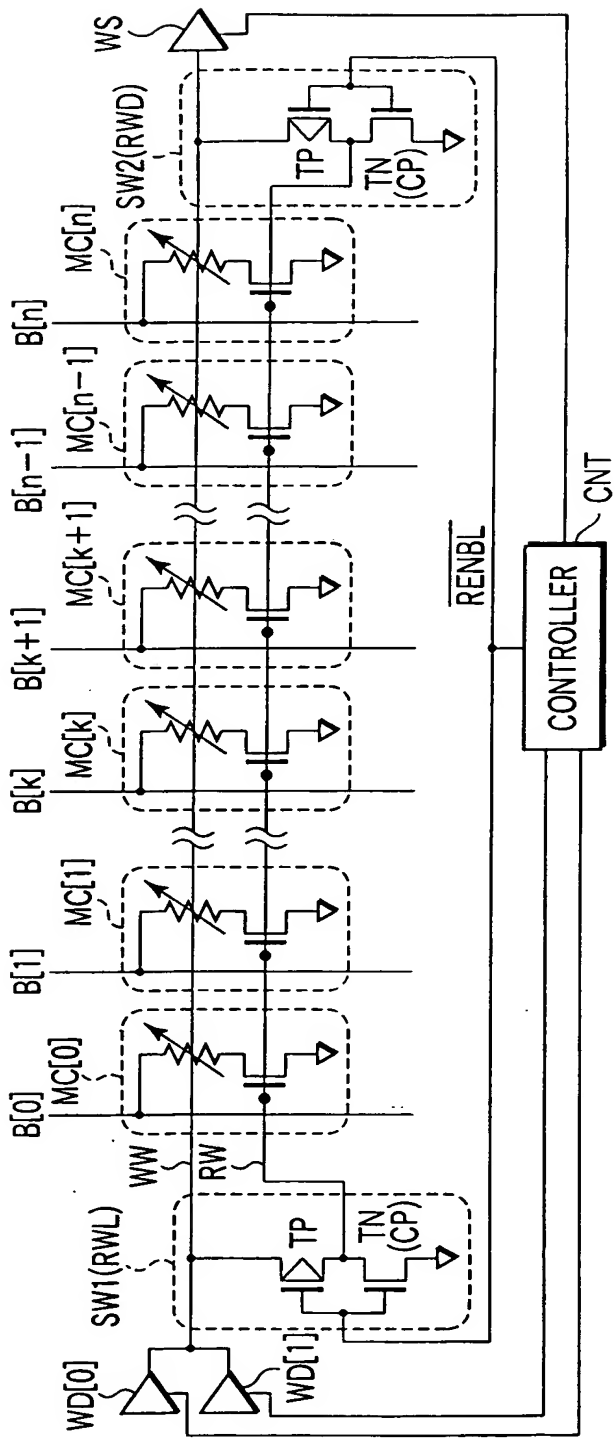 WS
SW2(RWD)
TP
TN
(CP)
B[n]
MC[n]
B[n−1]
MC[n−1]
B[k+1]
MC[k+1]
B[k]
MC[k]
B[1]
MC[1]
B[0]
MC[0]
WW
RW
SW1(RWL)
TP
TN
(CP)
WD[0]
WD[1]
RENBL
CONTROLLER
CNT